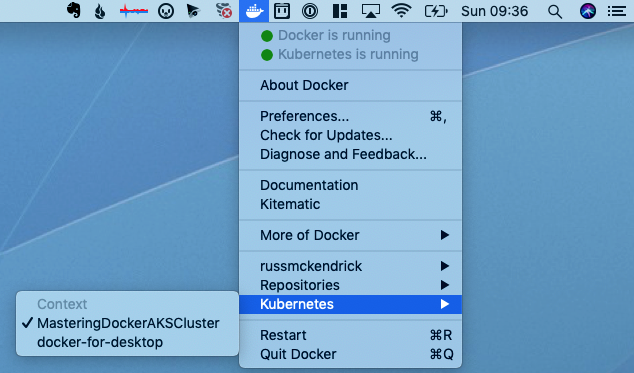 Sun 09:36
Docker is running
Kubernetes is running
About Docker
Preferences... ⌘,
Check for Updates...
Diagnose and Feedback...
Documentation
Kitematic
More of Docker
russmckendrick
Repositories
Kubernetes
Context
✓ MasteringDockerAKSCluster
docker-for-desktop
Restart ⌘R
Quit Docker ⌘Q